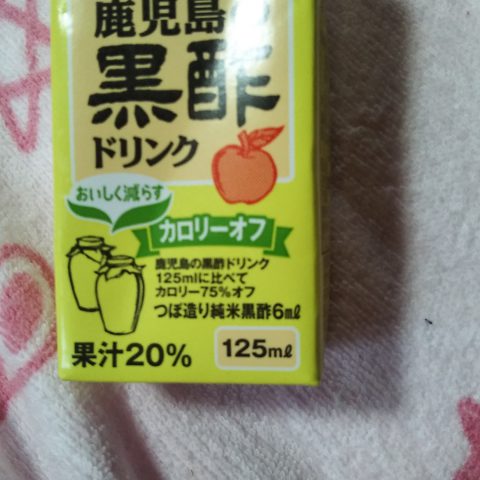 鹿児島の
黒酢
ドリンク
おいしく減らす
カロリーオフ
鹿児島の黒酢ドリンク
125mlに比べて
カロリー75%オフ
つぼ造り純米黒酢6ml
果汁20%
125ml